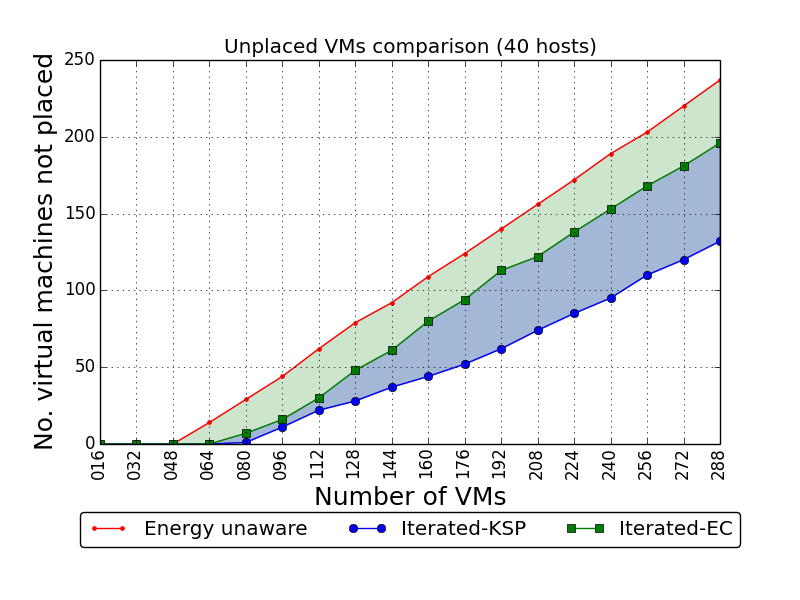 Unplaced VMs comparison (40 hosts)
No. virtual machines not placed
250
200
150
100
50
0
016 032 048 064 080 096 112 128 144 160 176 192 208 224 240 256 272 288
Number of VMs
Energy unaware Iterated-KSP Iterated-EC